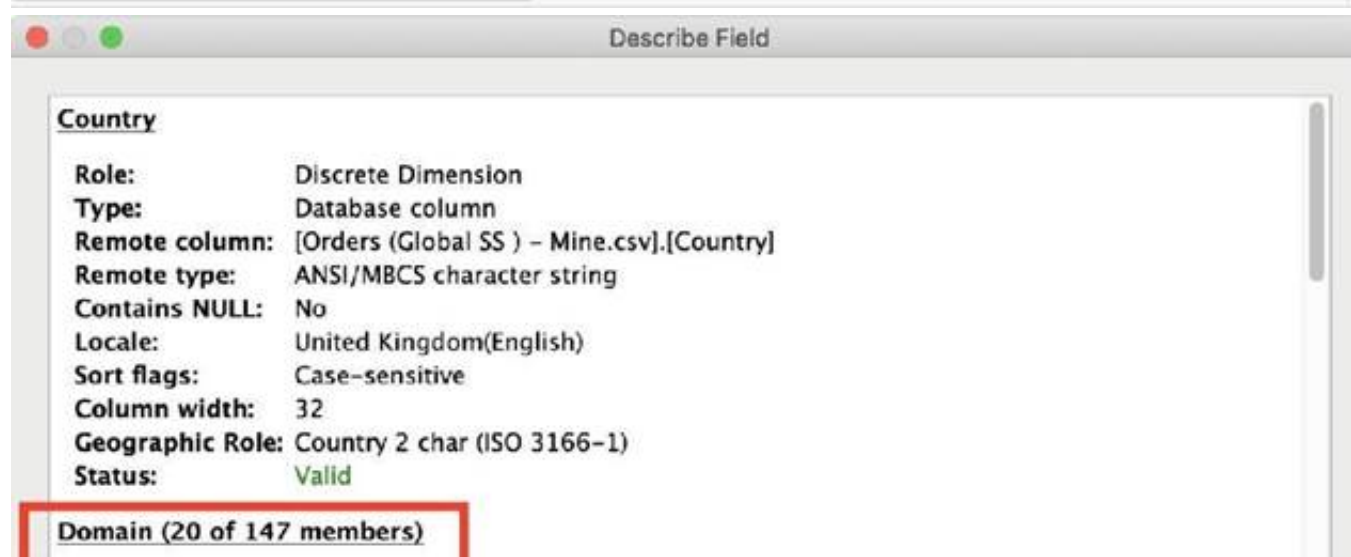 Describe Field
Country
Role: Discrete Dimension
Type: Database column
Remote column: [Orders (Global SS ) - Mine.csv].[Country]
Remote type: ANSI/MBCS character string
Contains NULL: No
Locale: United Kingdom(English)
Sort flags: Case-sensitive
Column width: 32
Geographic Role: Country 2 char (ISO 3166-1)
Status: Valid
Domain (20 of 147 members)